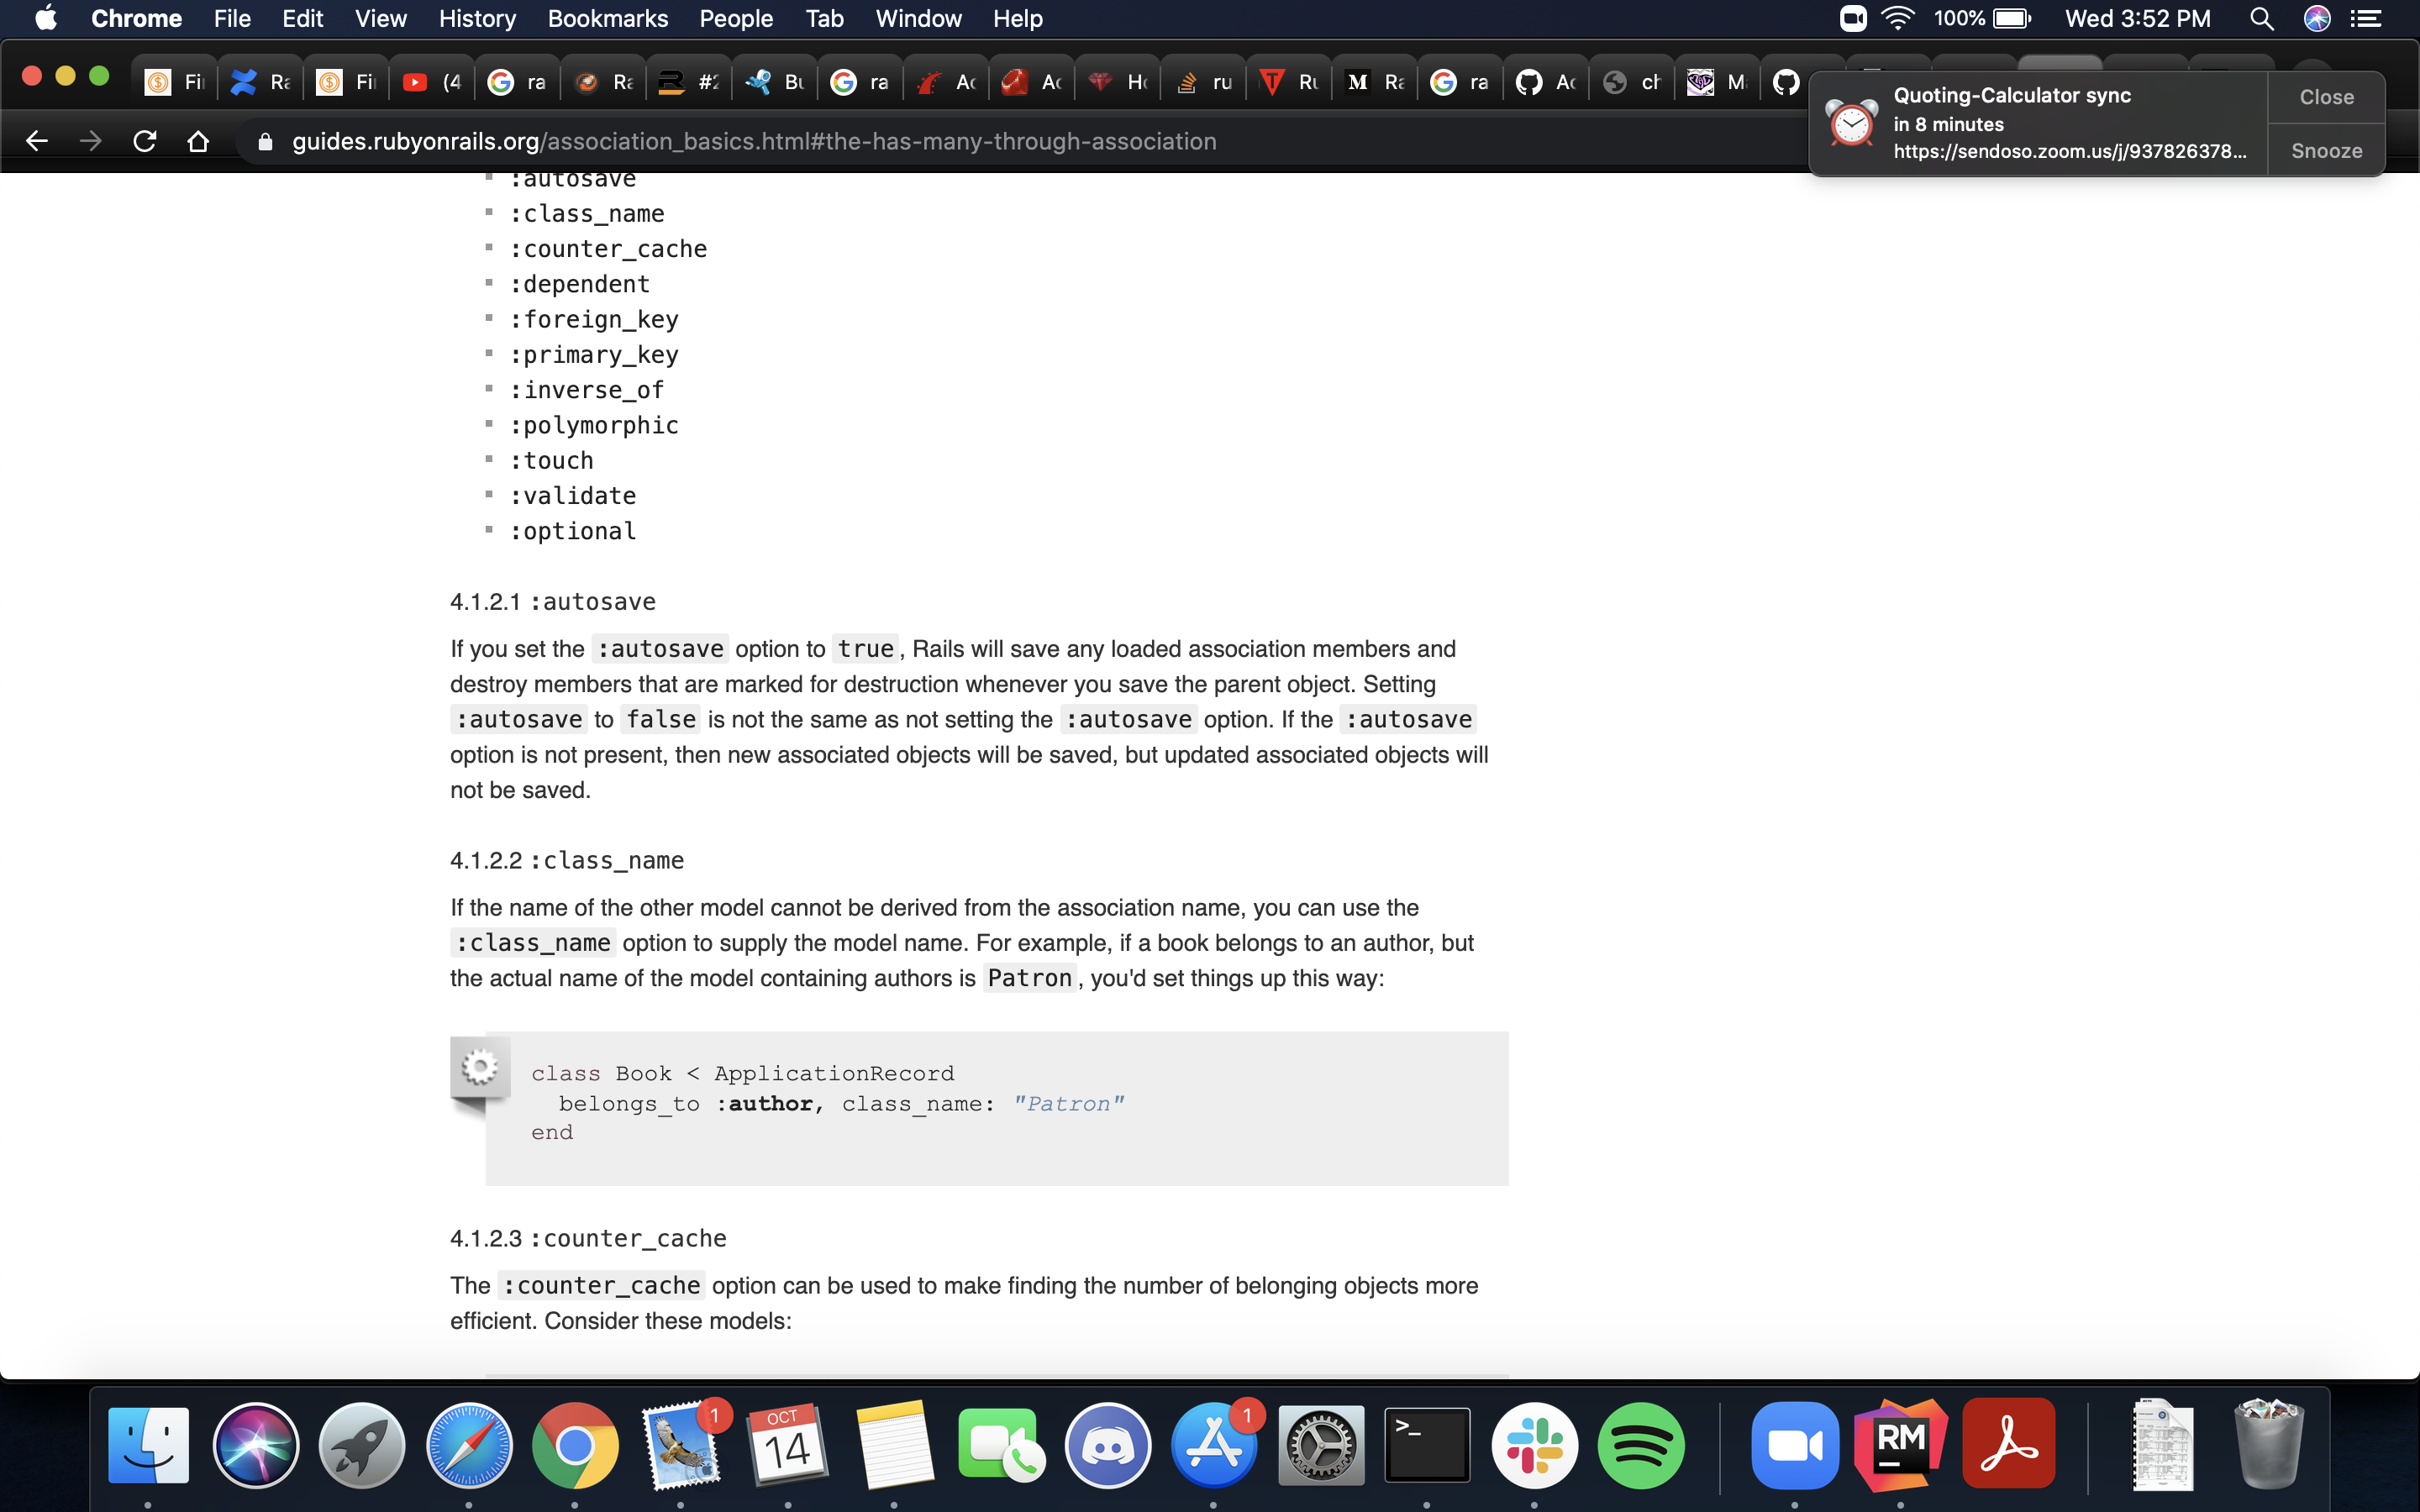 Chrome File Edit View History Bookmarks People Tab Window Help 100% Wed 3:52 PM
Fi Ra Fi (4 ra Ra #2 Bu ra Ac Ac Ho ru Ru Ra ra Ac ch M
guides.rubyonrails.org/association_basics.html#the-has-many-through-association
Quoting-Calculator sync
in 8 minutes
https://sendoso.zoom.us/j/937826378...
Close
Snooze
:autosave
:class_name
:counter_cache
:dependent
:foreign_key
:primary_key
:inverse_of
:polymorphic
:touch
:validate
:optional
4.1.2.1 :autosave
If you set the :autosave option to true, Rails will save any loaded association members and
destroy members that are marked for destruction whenever you save the parent object. Setting
:autosave to false is not the same as not setting the :autosave option. If the :autosave
option is not present, then new associated objects will be saved, but updated associated objects will
not be saved.
4.1.2.2 :class_name
If the name of the other model cannot be derived from the association name, you can use the
:class_name option to supply the model name. For example, if a book belongs to an author, but
the actual name of the model containing authors is Patron, you'd set things up this way:
class Book < ApplicationRecord
belongs_to :author, class_name: "Patron"
end
4.1.2.3 :counter_cache
The :counter_cache option can be used to make finding the number of belonging objects more
efficient. Consider these models:
1
OCT
14
1
>_
RM